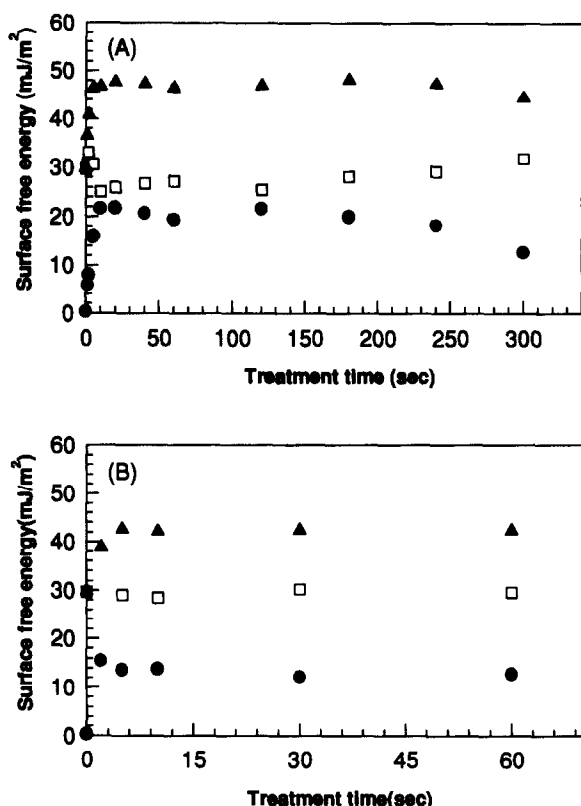 (A)
Surface free energy (mJ/m²)
60
50
40
30
20
10
0
0 50 100 150 200 250 300
Treatment time (sec)
(B)
Surface free energy(mJ/m²)
60
50
40
30
20
10
0
0 15 30 45 60
Treatment time(sec)